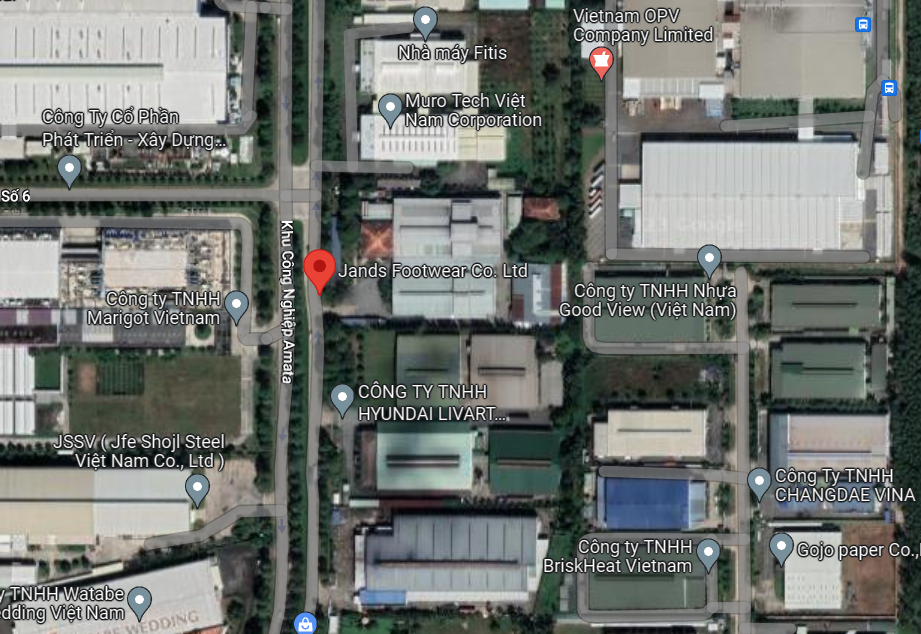 Vietnam OPV
Company Limited
Nhà máy Fitis
Muro Tech Việt
Nam Corporation
Công Ty Cổ Phần
Phát Triển - Xây Dựng...
Số 6
Khu Công Nghiệp Amata
Jands Footwear Co. Ltd
Công ty TNHH
Marigot Vietnam
Công ty TNHH Nhựa
Good View (Việt Nam)
CÔNG TY TNHH
HYUNDAI LIVART...
JSSV ( Jfe Shojl Steel
Việt Nam Co., Ltd )
Công Ty TNHH
CHANGDAE VINA
Công ty TNHH
BriskHeat Vietnam
Gojo paper Co.,
y TNHH Watabe
edding Việt Nam
WEDDING